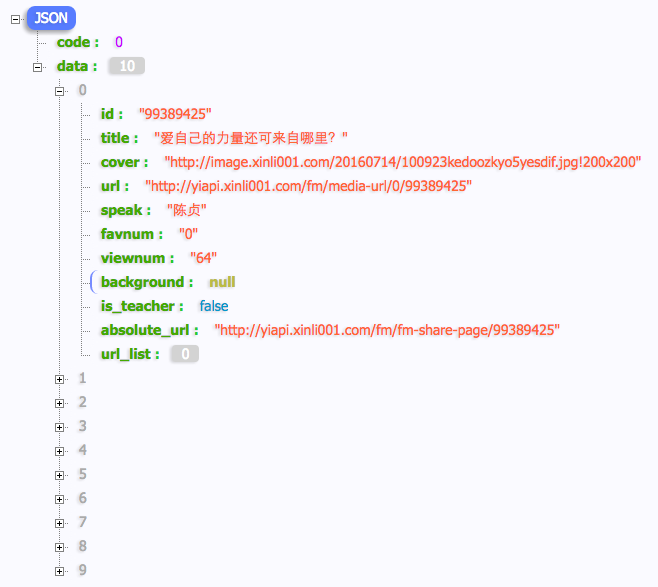 JSON
code : 0
data : 10
0
id : "99389425"
title : "爱自己的力量还可来自哪里？"
cover : "http://image.xinli001.com/20160714/100923kedoozkyo5yesdif.jpg!200x200"
url : "http://yiapi.xinli001.com/fm/media-url/0/99389425"
speak : "陈贞"
favnum : "0"
viewnum : "64"
background : null
is_teacher : false
absolute_url : "http://yiapi.xinli001.com/fm/fm-share-page/99389425"
url_list : 0
1
2
3
4
5
6
7
8
9